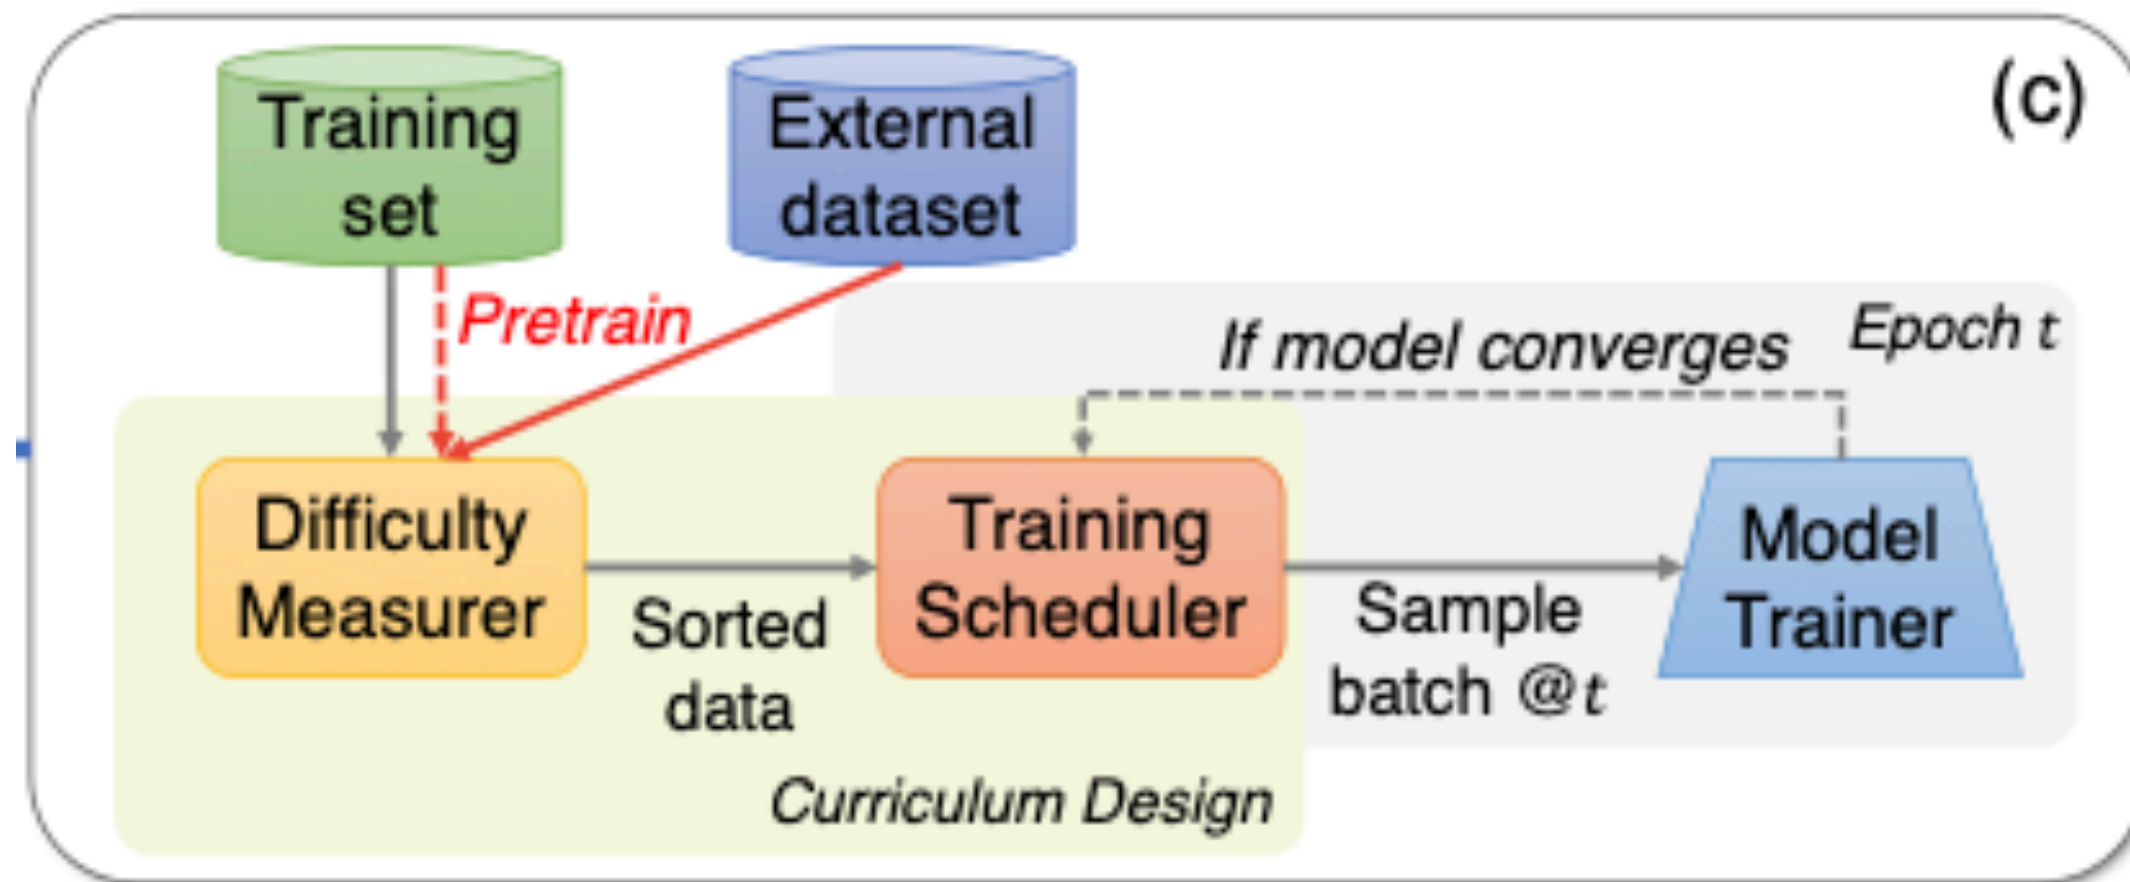 (c)
Training
set
External
dataset
Pretrain
If model converges
Epoch t
Difficulty
Measurer
Sorted
data
Training
Scheduler
Sample
batch @t
Model
Trainer
Curriculum Design